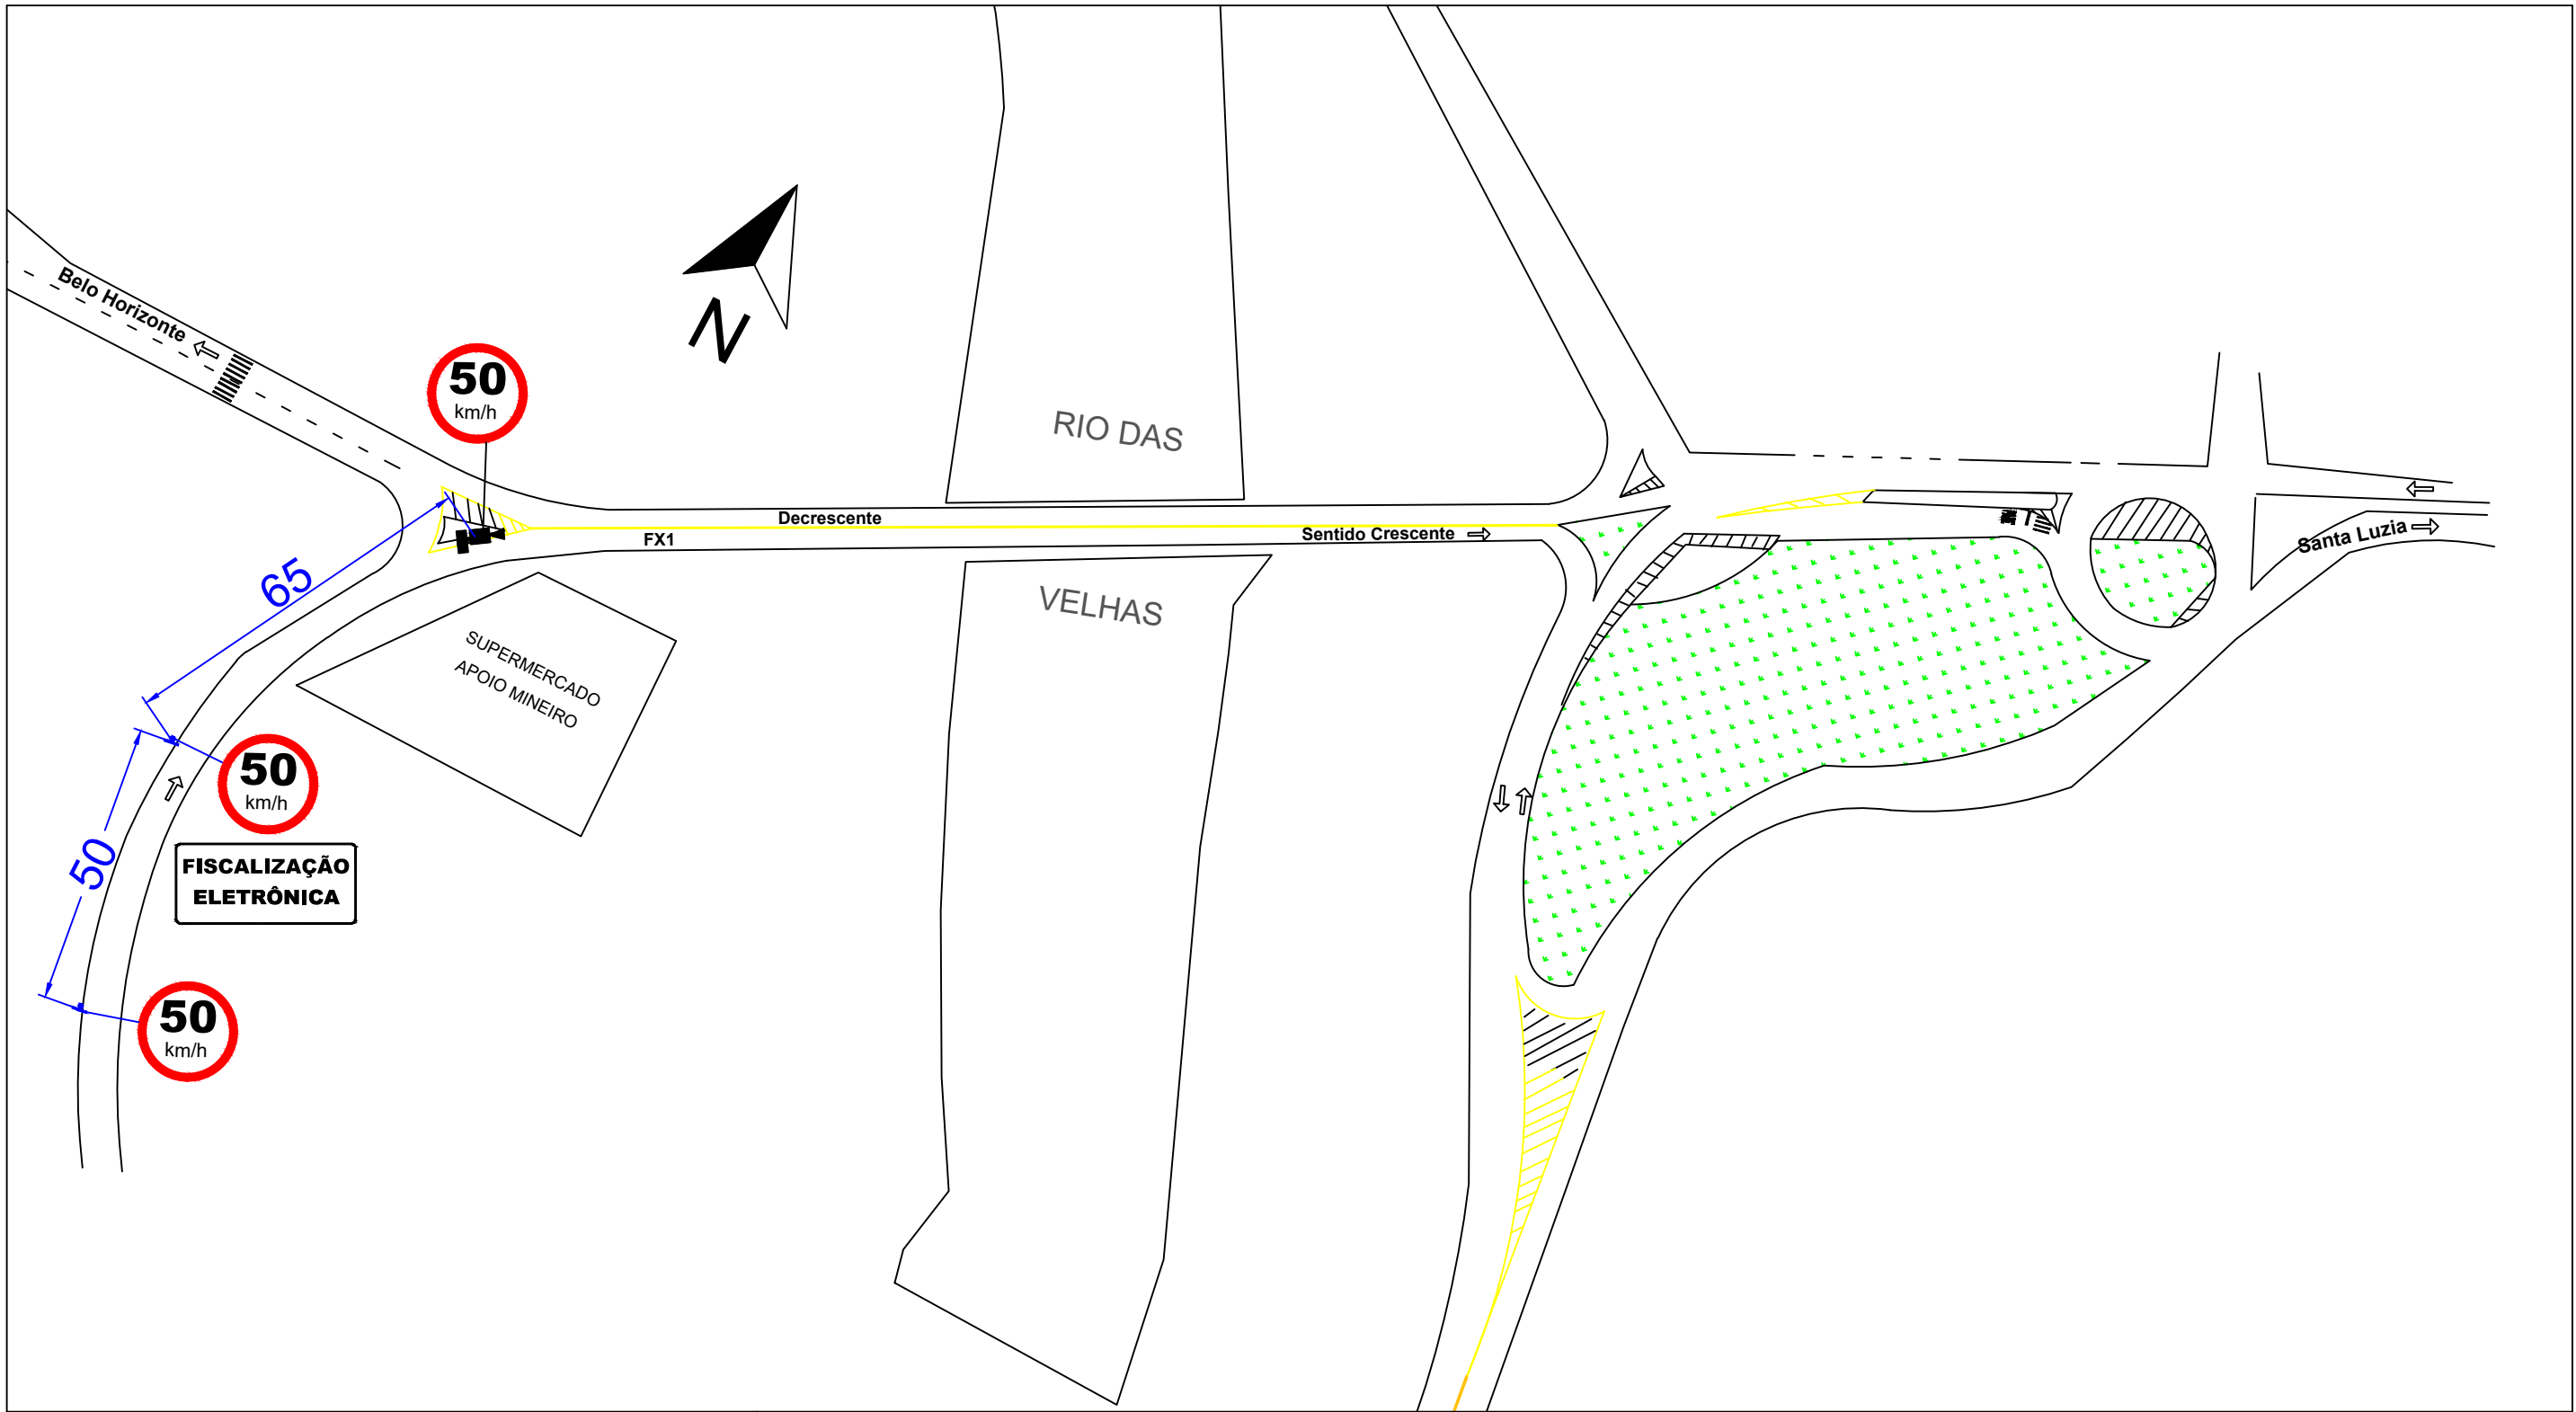 Belo Horizonte
N
50
km/h
RIO DAS
Decrescente
FX1
Sentido Crescente
Santa Luzia
65
VELHAS
SUPERMERCADO
APOIO MINEIRO
50
km/h
FISCALIZAÇÃO
ELETRÔNICA
50
50
km/h